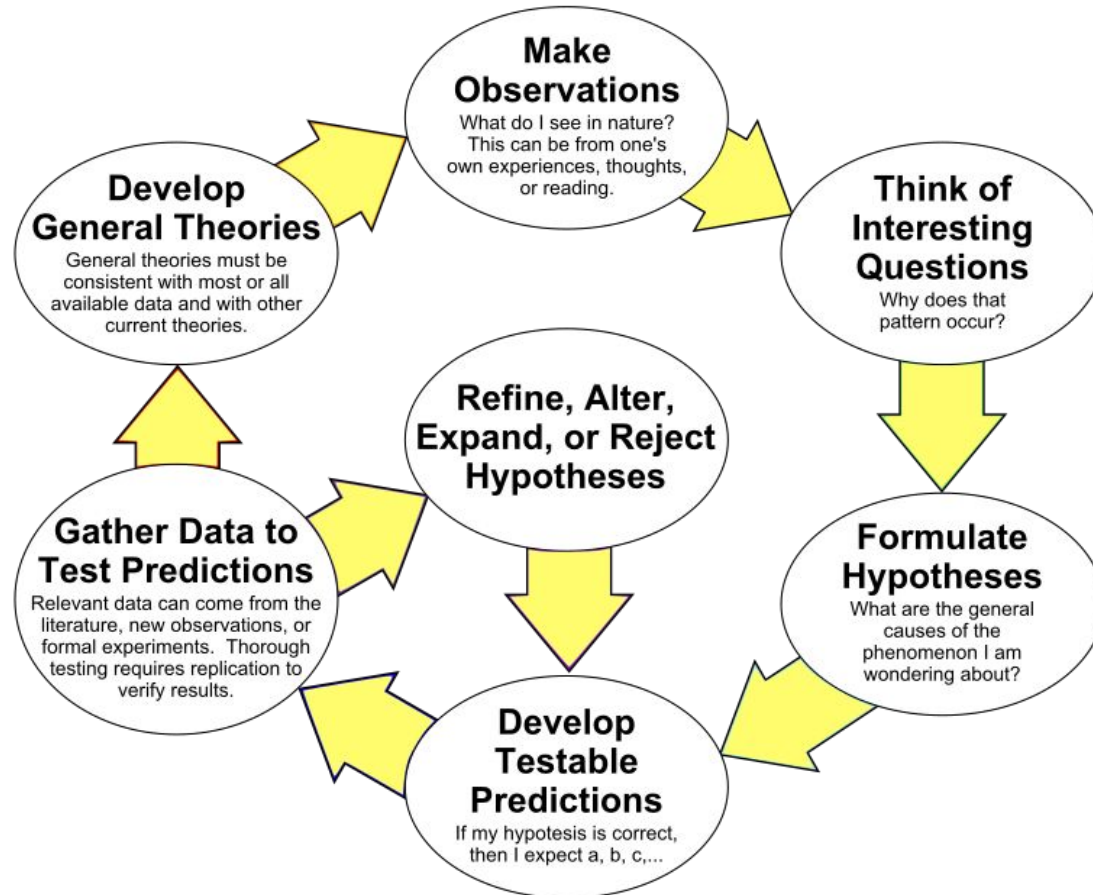 Make
Observations
What do I see in nature?
This can be from one's
own experiences, thoughts,
or reading.
Think of
Interesting
Questions
Why does that
pattern occur?
Formulate
Hypotheses
What are the general
causes of the
phenomenon I am
wondering about?
Develop
Testable
Predictions
If my hypotesis is correct,
then I expect a, b, c,...
Gather Data to
Test Predictions
Relevant data can come from the
literature, new observations, or
formal experiments. Thorough
testing requires replication to
verify results.
Refine, Alter,
Expand, or Reject
Hypotheses
Develop
General Theories
General theories must be
consistent with most or all
available data and with other
current theories.